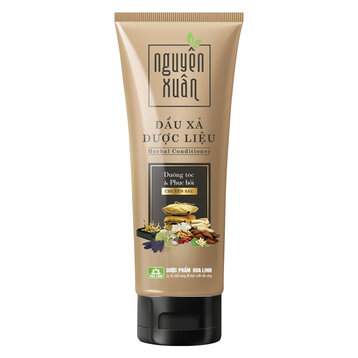 nguyên
xuân
DẦU XẢ
DƯỢC LIỆU
Herbal Conditioner
Dưỡng tóc
& Phục hồi
CHUYÊN SÂU
DƯỢC PHẨM HOA LINH